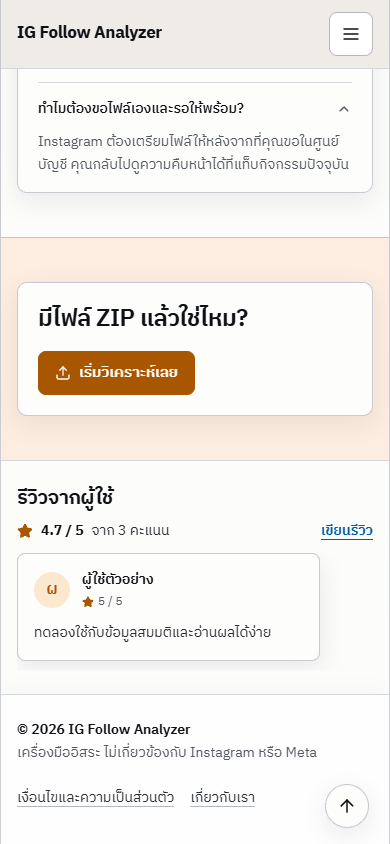 IG Follow Analyzer
ทำไมต้องขอไฟล์เองและรอให้พร้อม?
Instagram ต้องเตรียมไฟล์ให้หลังจากที่คุณขอในศูนย์
บัญชี คุณกลับไปดูความคืบหน้าได้ที่แท็บกิจกรรมปัจจุบัน
มีไฟล์ ZIP แล้วใช่ไหม?
เริ่มวิเคราะห์เลย
รีวิวจากผู้ใช้
4.7 / 5 จาก 3 คะแนน
เขียนรีวิว
ผ
ผู้ใช้ตัวอย่าง
5 / 5
ทดลองใช้กับข้อมูลสมมติและอ่านผลได้ง่าย
© 2026 IG Follow Analyzer
เครื่องมืออิสระ ไม่เกี่ยวข้องกับ Instagram หรือ Meta
เงื่อนไขและความเป็นส่วนตัว เกี่ยวกับเรา